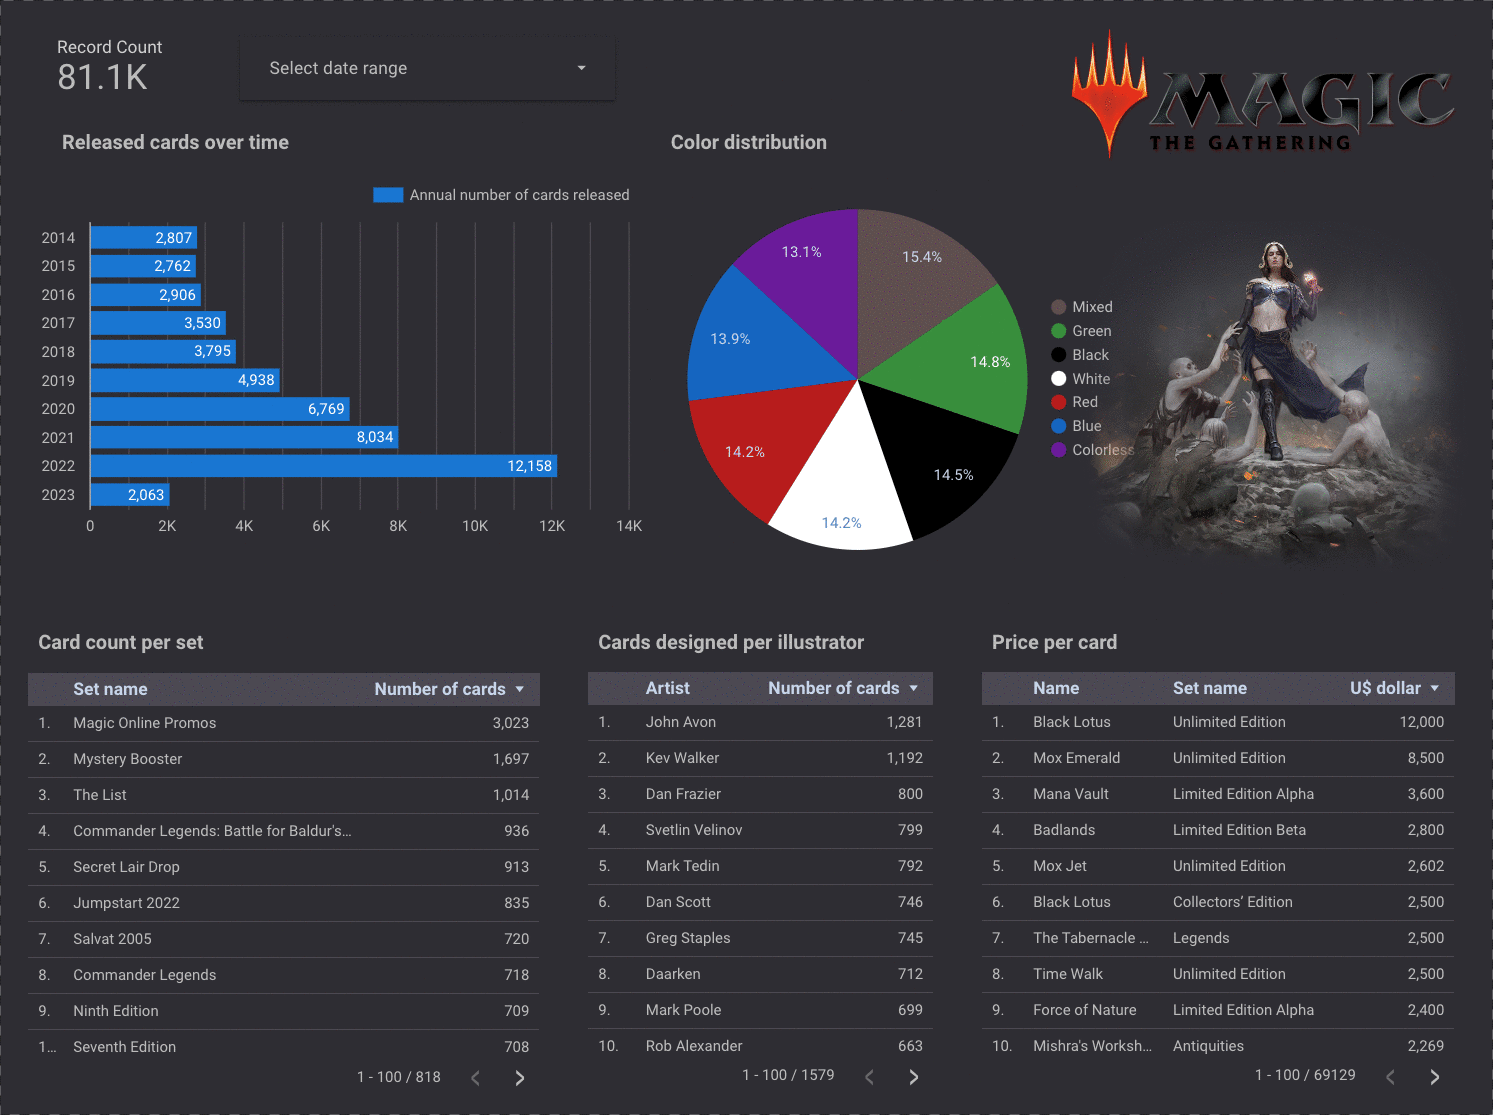 Record Count
81.1K
Select date range
MAGIC
THE GATHERING
Released cards over time
Color distribution
Annual number of cards released
2014 2,807
2015 2,762
2016 2,906
2017 3,530
2018 3,795
2019 4,938
2020 6,769
2021 8,034
2022 12,158
2023 2,063
0 2K 4K 6K 8K 10K 12K 14K
13.1%
15.4%
13.9%
14.8%
14.2%
14.5%
14.2%
Mixed
Green
Black
White
Red
Blue
Colorless
Card count per set
Set name Number of cards
1. Magic Online Promos 3,023
2. Mystery Booster 1,697
3. The List 1,014
4. Commander Legends: Battle for Baldur's... 936
5. Secret Lair Drop 913
6. Jumpstart 2022 835
7. Salvat 2005 720
8. Commander Legends 718
9. Ninth Edition 709
1... Seventh Edition 708
1 - 100 / 818
Cards designed per illustrator
Artist Number of cards
1. John Avon 1,281
2. Kev Walker 1,192
3. Dan Frazier 800
4. Svetlin Velinov 799
5. Mark Tedin 792
6. Dan Scott 746
7. Greg Staples 745
8. Daarken 712
9. Mark Poole 699
10. Rob Alexander 663
1 - 100 / 1579
Price per card
Name Set name U$ dollar
1. Black Lotus Unlimited Edition 12,000
2. Mox Emerald Unlimited Edition 8,500
3. Mana Vault Limited Edition Alpha 3,600
4. Badlands Limited Edition Beta 2,800
5. Mox Jet Unlimited Edition 2,602
6. Black Lotus Collectors’ Edition 2,500
7. The Tabernacle ... Legends 2,500
8. Time Walk Unlimited Edition 2,500
9. Force of Nature Limited Edition Alpha 2,400
10. Mishra's Worksh... Antiquities 2,269
1 - 100 / 69129